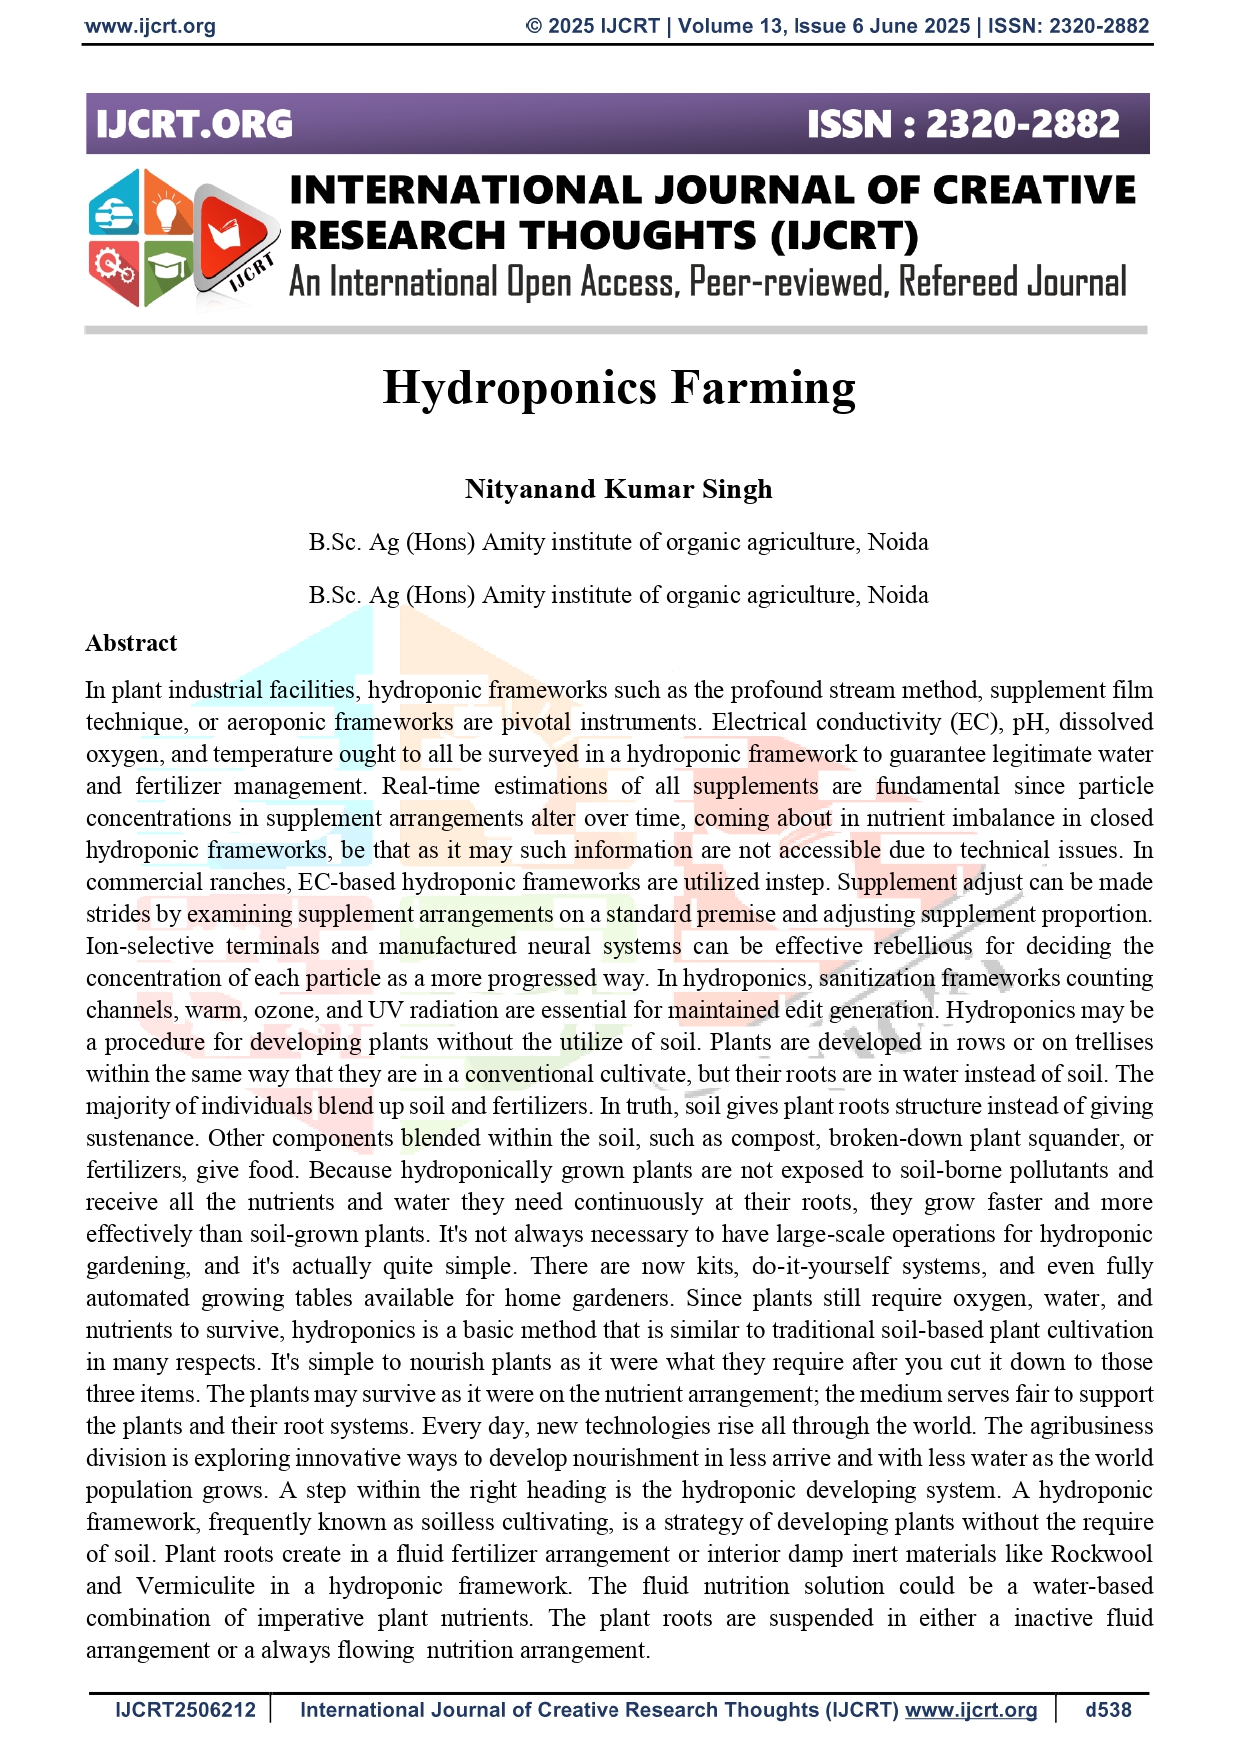 www.ijcrt.org © 2025 IJCRT | Volume 13, Issue 6 June 2025 | ISSN: 2320-2882
IJCRT.ORG ISSN : 2320-2882
INTERNATIONAL JOURNAL OF CREATIVE
RESEARCH THOUGHTS (IJCRT)
IJCRT
An International Open Access, Peer-reviewed, Refereed Journal
Hydroponics Farming
Nityanand Kumar Singh
B.Sc. Ag (Hons) Amity institute of organic agriculture, Noida
B.Sc. Ag (Hons) Amity institute of organic agriculture, Noida
Abstract
In plant industrial facilities, hydroponic frameworks such as the profound stream method, supplement film
technique, or aeroponic frameworks are pivotal instruments. Electrical conductivity (EC), pH, dissolved
oxygen, and temperature ought to all be surveyed in a hydroponic framework to guarantee legitimate water
and fertilizer management. Real-time estimations of all supplements are fundamental since particle
concentrations in supplement arrangements alter over time, coming about in nutrient imbalance in closed
hydroponic frameworks, be that as it may such information are not accessible due to technical issues. In
commercial ranches, EC-based hydroponic frameworks are utilized instep. Supplement adjust can be made
strides by examining supplement arrangements on a standard premise and adjusting supplement proportion.
Ion-selective terminals and manufactured neural systems can be effective rebellious for deciding the
concentration of each particle as a more progressed way. In hydroponics, sanitization frameworks counting
channels, warm, ozone, and UV radiation are essential for maintained edit generation. Hydroponics may be
a procedure for developing plants without the utilize of soil. Plants are developed in rows or on trellises
within the same way that they are in a conventional cultivate, but their roots are in water instead of soil. The
majority of individuals blend up soil and fertilizers. In truth, soil gives plant roots structure instead of giving
sustenance. Other components blended within the soil, such as compost, broken-down plant squander, or
fertilizers, give food. Because hydroponically grown plants are not exposed to soil-borne pollutants and
receive all the nutrients and water they need continuously at their roots, they grow faster and more
effectively than soil-grown plants. It's not always necessary to have large-scale operations for hydroponic
gardening, and it's actually quite simple. There are now kits, do-it-yourself systems, and even fully
automated growing tables available for home gardeners. Since plants still require oxygen, water, and
nutrients to survive, hydroponics is a basic method that is similar to traditional soil-based plant cultivation
in many respects. It's simple to nourish plants as it were what they require after you cut it down to those
three items. The plants may survive as it were on the nutrient arrangement; the medium serves fair to support
the plants and their root systems. Every day, new technologies rise all through the world. The agribusiness
division is exploring innovative ways to develop nourishment in less arrive and with less water as the world
population grows. A step within the right heading is the hydroponic developing system. A hydroponic
framework, frequently known as soilless cultivating, is a strategy of developing plants without the require
of soil. Plant roots create in a fluid fertilizer arrangement or interior damp inert materials like Rockwool
and Vermiculite in a hydroponic framework. The fluid nutrition solution could be a water-based
combination of imperative plant nutrients. The plant roots are suspended in either a inactive fluid
arrangement or a always flowing nutrition arrangement.
IJCRT2506212 International Journal of Creative Research Thoughts (IJCRT) www.ijcrt.org d538